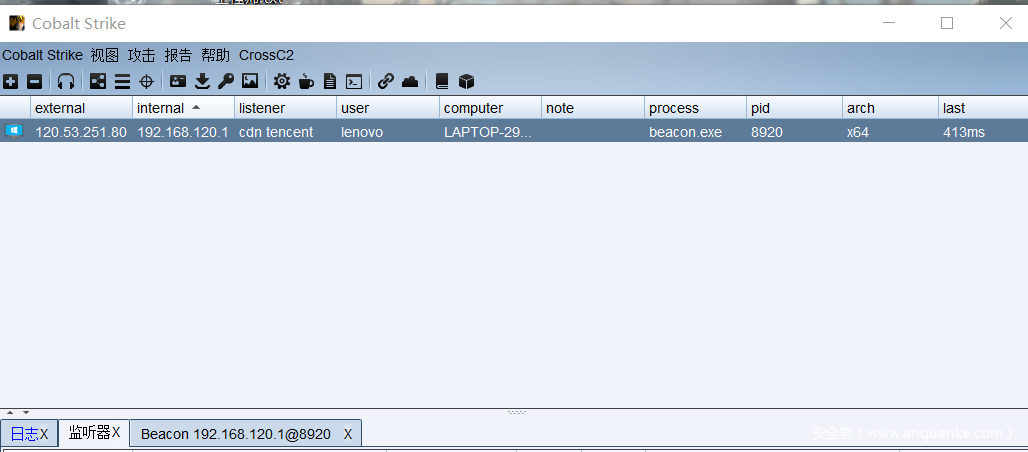 Cobalt Strike
Cobalt Strike 视图 攻击 报告 帮助 CrossC2
external internal listener user computer note process pid arch last
120.53.251.80 192.168.120.1 cdn tencent lenovo LAPTOP-29... beacon.exe 8920 x64 413ms
日志X 监听器X Beacon 192.168.120.1@8920 X
安全客（www.anquanke.com）